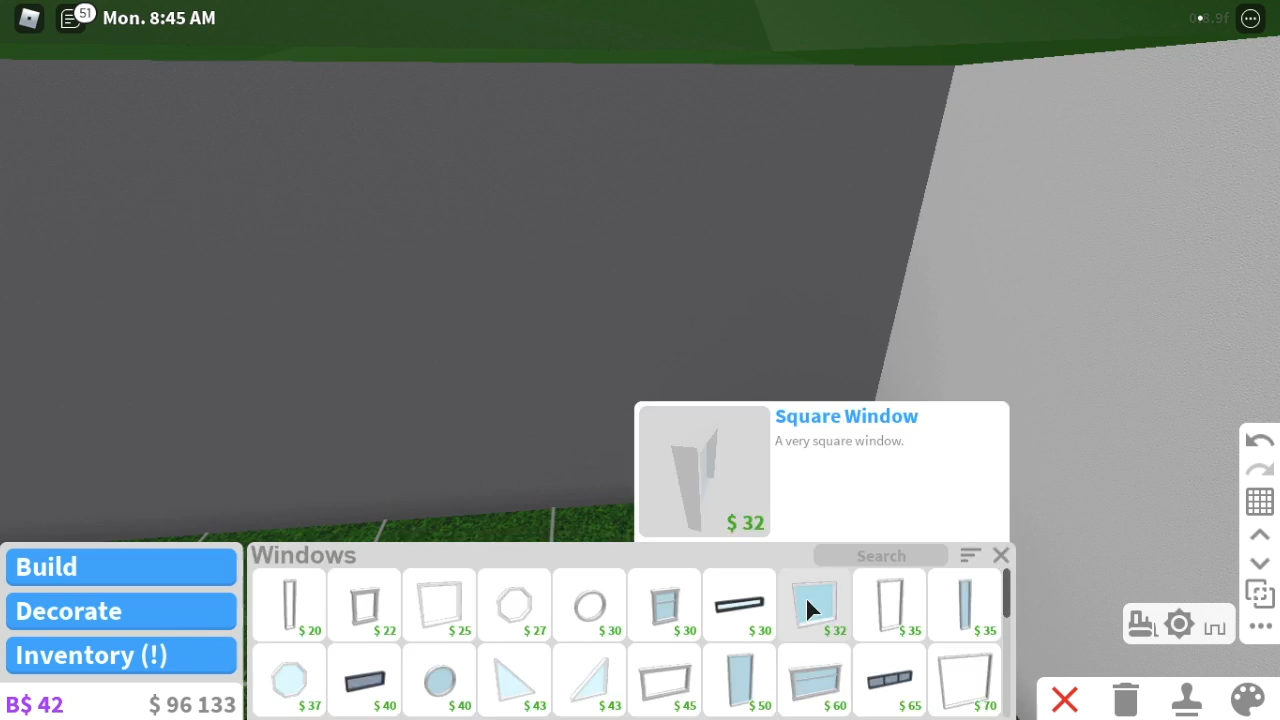 51 Mon. 8:45 AM
Square Window
A very square window.
$ 32
Build
Decorate
Inventory (!)
B$ 42 $ 96 133
Windows Search
$ 20 $ 22 $ 25 $ 27 $ 30 $ 30 $ 30 $ 32 $ 35 $ 35
$ 37 $ 40 $ 40 $ 43 $ 43 $ 45 $ 50 $ 60 $ 65 $ 70